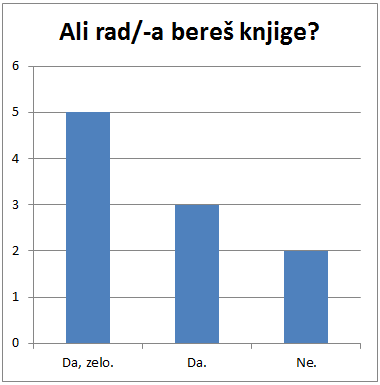 Ali rad/-a bereš knjige?
6
5
4
3
2
1
0
Da, zelo.
Da.
Ne.